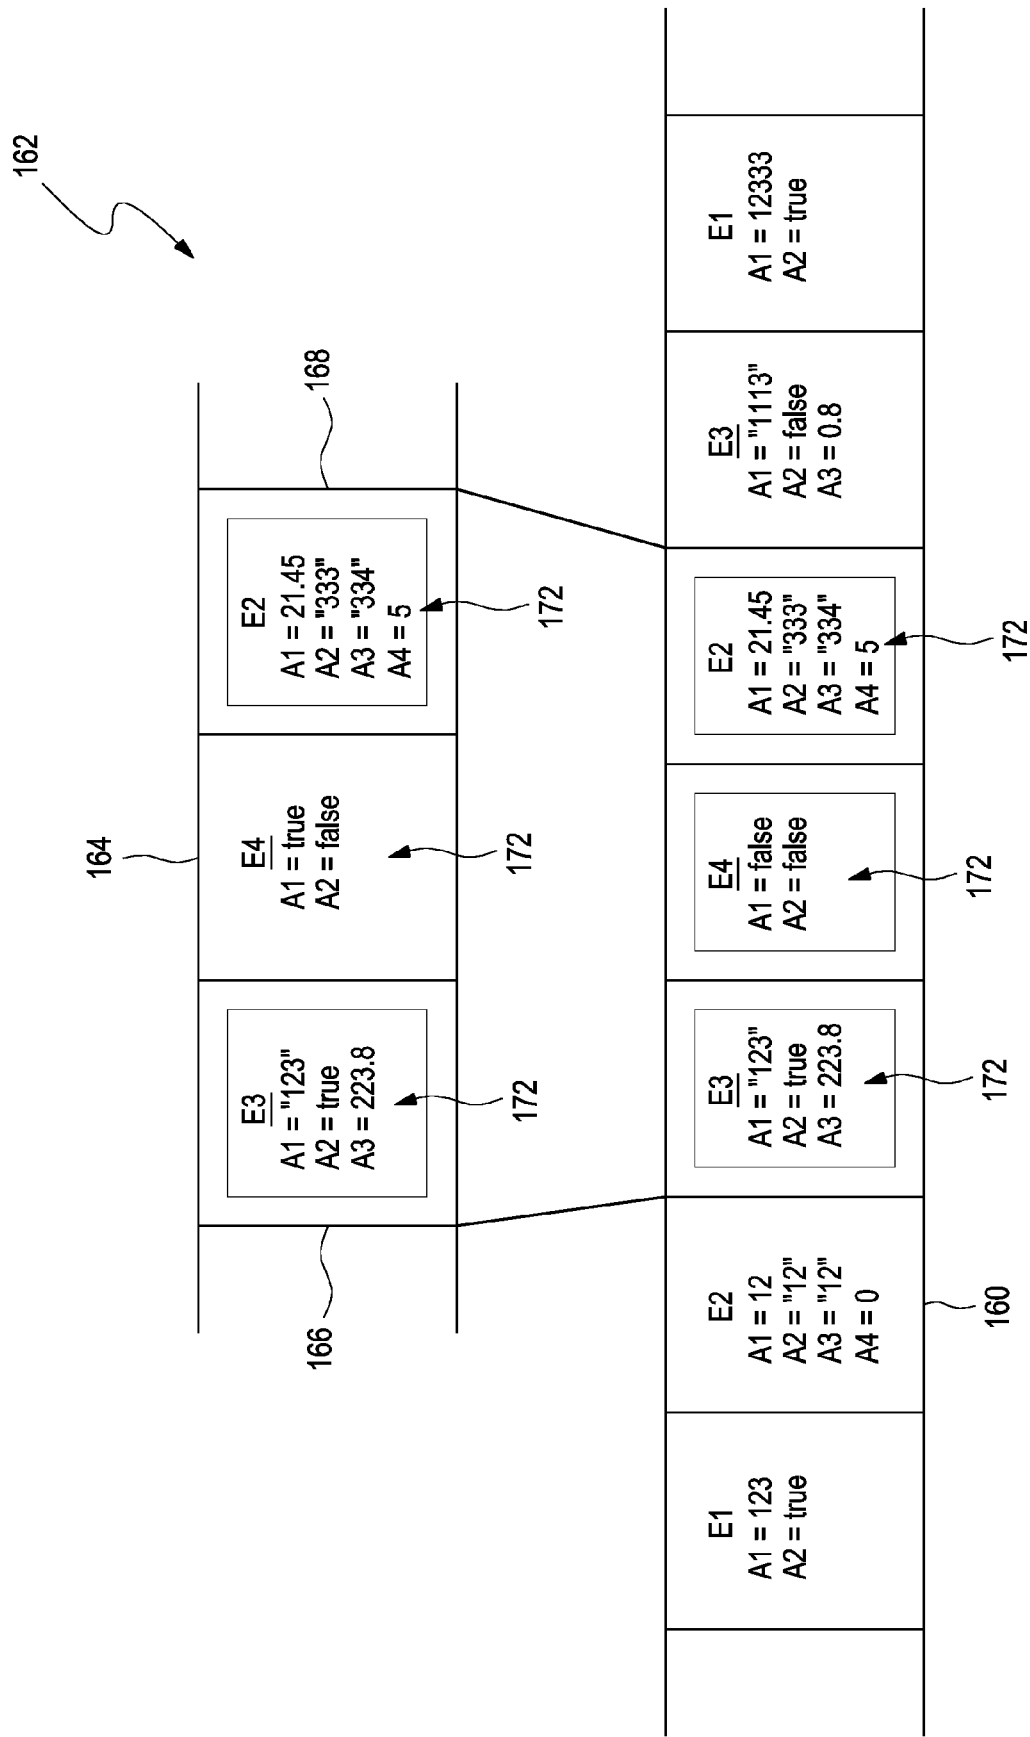 162
164
166
168
E3
A1 = "123"
A2 = true
A3 = 223.8
172
E4
A1 = true
A2 = false
172
E2
A1 = 21.45
A2 = "333"
A3 = "334"
A4 = 5
172
E1
A1 = 123
A2 = true
E2
A1 = 12
A2 = "12"
A3 = "12"
A4 = 0
160
E3
A1 = "123"
A2 = true
A3 = 223.8
172
E4
A1 = false
A2 = false
172
E2
A1 = 21.45
A2 = "333"
A3 = "334"
A4 = 5
172
E3
A1 = "1113"
A2 = false
A3 = 0.8
E1
A1 = 12333
A2 = true